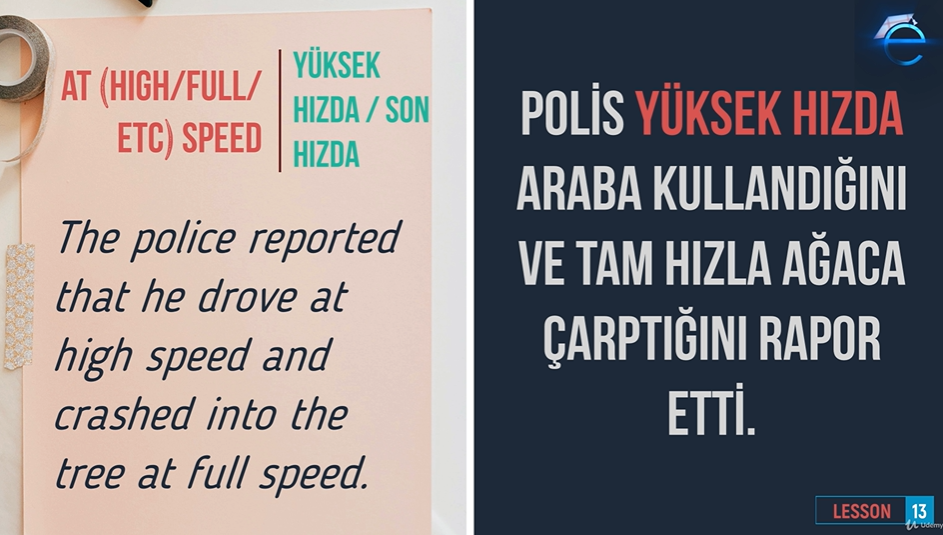 AT (HIGH/FULL/
ETC) SPEED
YÜKSEK
HIZDA / SON
HIZDA
The police reported
that he drove at
high speed and
crashed into the
tree at full speed.
POLİS YÜKSEK HIZDA
ARABA KULLANDIĞINI
VE TAM HIZLA AĞACA
ÇARPTIĞINI RAPOR
ETTİ.
LESSON 13
Udemy